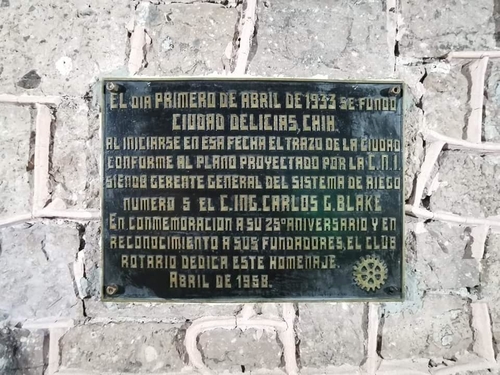 EL DIA PRIMERO DE ABRIL DE 1933 SE FUNDO
CIUDAD DELICIAS, CHIH.
AL INICIARSE EN ESA FECHA EL TRAZO DE LA CIUDAD
CONFORME AL PLANO PROYECTADO POR LA C.N.I.
SIENDO GERENTE GENERAL DEL SISTEMA DE RIEGO
NUMERO 5 EL C.ING. CARLOS G. BLAKE
EN CONMEMORACION A SU 25º ANIVERSARIO Y EN
RECONOCIMIENTO A SUS FUNDADORES, EL CLUB
ROTARIO DEDICA ESTE HOMENAJE.
ABRIL DE 1958.